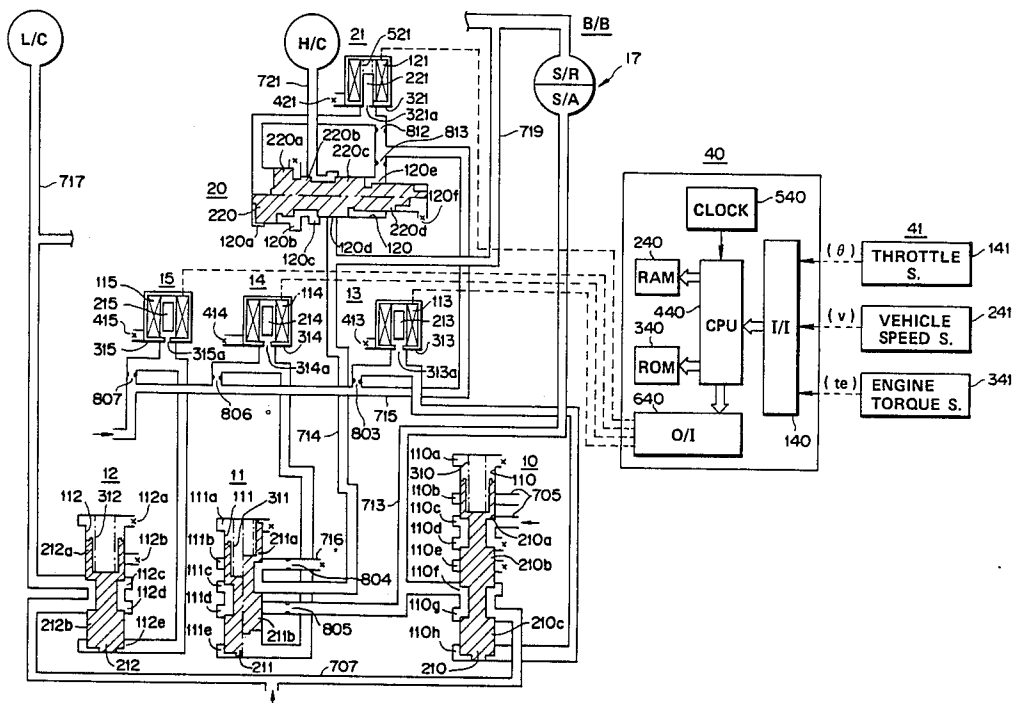 L/C
H/C
21
521
121
221
321
321a
421
721
812
813
719
B/B
S/R
S/A
17
717
220a
220b
220c
120e
120f
20
220
120a
120b
120c
120d
120
220d
40
CLOCK
540
240
RAM
340
ROM
440
CPU
I/I
140
640
O/I
41
(θ)
THROTTLE
S.
141
(v)
VEHICLE
SPEED S.
241
(te)
ENGINE
TORQUE S.
341
15
115
215
415
315
315a
14
114
214
414
314
314a
13
113
213
413
313
313a
807
806
803
715
714
713
12
112
312
112a
212a
112b
112c
112d
212b
112e
212
11
111a
111
311
211a
111b
111c
111d
111e
211b
211
716
804
805
707
10
110a
310
110
110b
110c
110d
110e
110f
110g
110h
705
210a
210b
210c
210